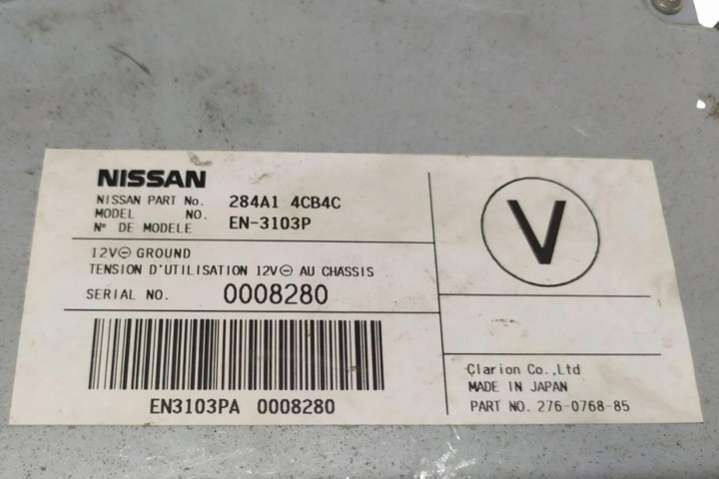 NISSAN
NISSAN PART No. 284A1 4CB4C
MODEL NO. EN-3103P
N° DE MODELE
12V⊖ GROUND
TENSION D'UTILISATION 12V⊖ AU CHASSIS
SERIAL NO. 0008280
EN3103PA 0008280
V
Clarion Co.,Ltd
MADE IN JAPAN
PART NO. 276-0768-85